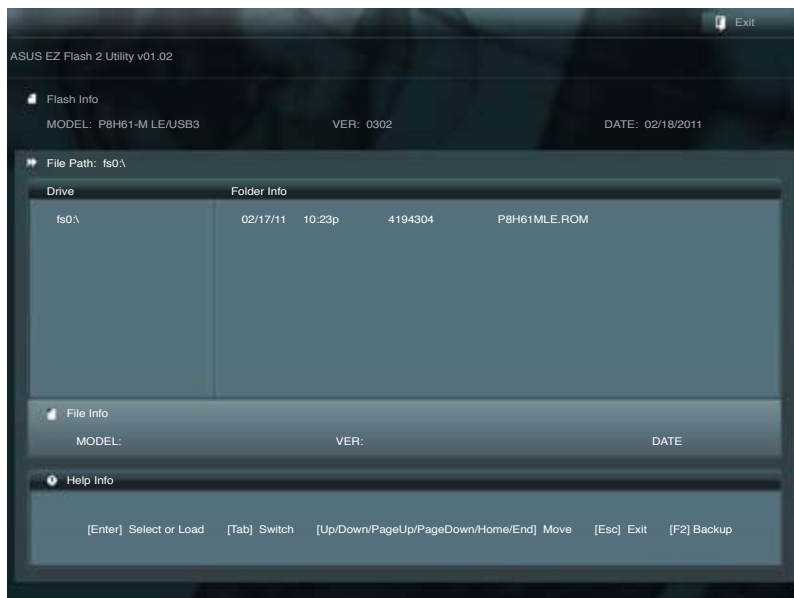 Exit
ASUS EZ Flash 2 Utility v01.02
Flash Info
MODEL: P8H61-M LE/USB3 VER: 0302 DATE: 02/18/2011
File Path: fs0:\
Drive Folder Info
fs0:\ 02/17/11 10:23p 4194304 P8H61MLE.ROM
File Info
MODEL: VER: DATE
Help Info
[Enter] Select or Load [Tab] Switch [Up/Down/PageUp/PageDown/Home/End] Move [Esc] Exit [F2] Backup